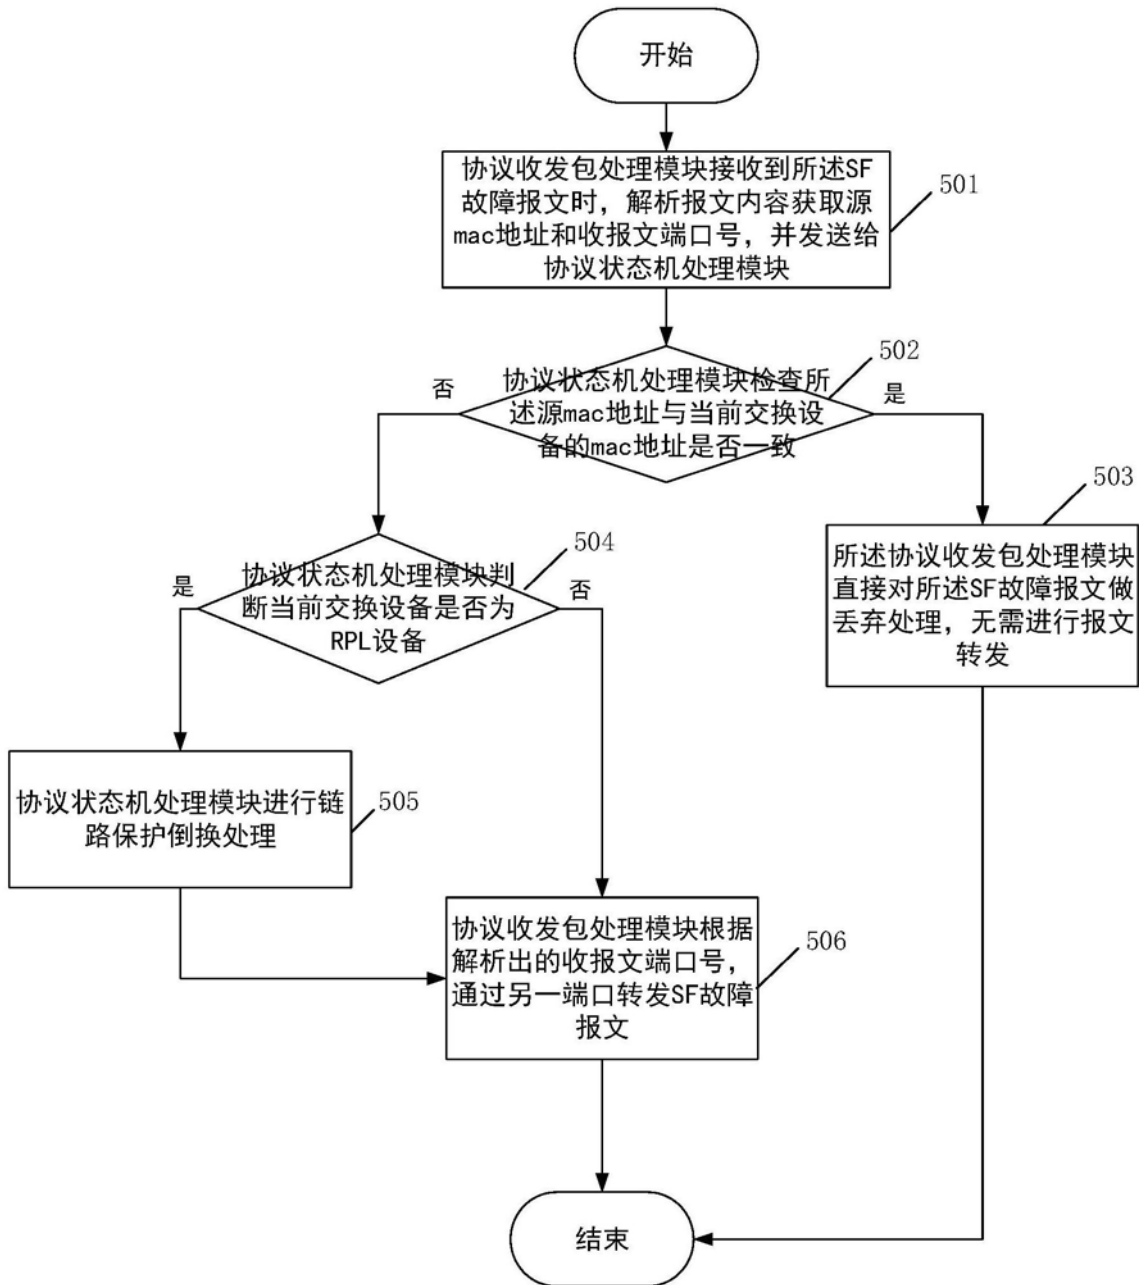 开始
协议收发包处理模块接收到所述SF
故障报文时，解析报文内容获取源
mac地址和收报文端口号，并发送给
协议状态机处理模块
501
协议状态机处理模块检查所
述源mac地址与当前交换设
备的mac地址是否一致
502
否
是
所述协议收发包处理模块
直接对所述SF故障报文做
丢弃处理，无需进行报文
转发
503
协议状态机处理模块判
断当前交换设备是否为
RPL设备
504
是
否
协议状态机处理模块进行链
路保护倒换处理
505
协议收发包处理模块根据
解析出的收报文端口号，
通过另一端口转发SF故障
报文
506
结束